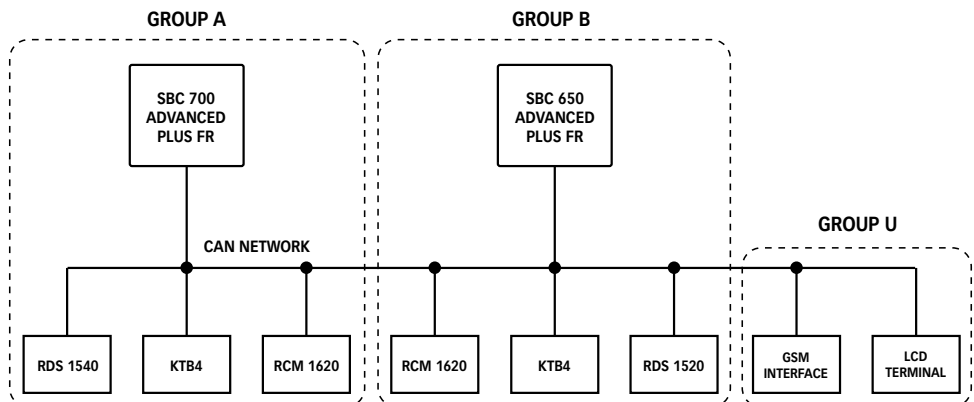 GROUP A
GROUP B
SBC 700
ADVANCED
PLUS FR
SBC 650
ADVANCED
PLUS FR
GROUP U
CAN NETWORK
RDS 1540
KTB4
RCM 1620
RCM 1620
KTB4
RDS 1520
GSM
INTERFACE
LCD
TERMINAL